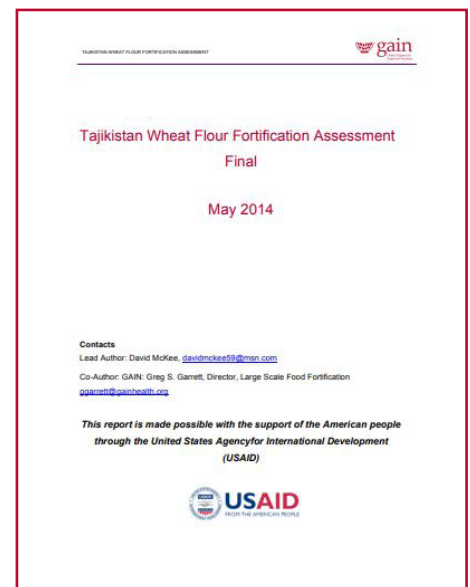 TAJIKISTAN WHEAT FLOUR FORTIFICATION ASSESSMENT
gain
Tajikistan Wheat Flour Fortification Assessment
Final
May 2014
Contacts
Lead Author: David McKee, davidmckee59@msn.com
Co-Author: GAIN: Greg S. Garrett, Director, Large Scale Food Fortification
ggarrett@gainhealth.org
This report is made possible with the support of the American people
through the United States Agencyfor International Development
(USAID)
USAID
FROM THE AMERICAN PEOPLE